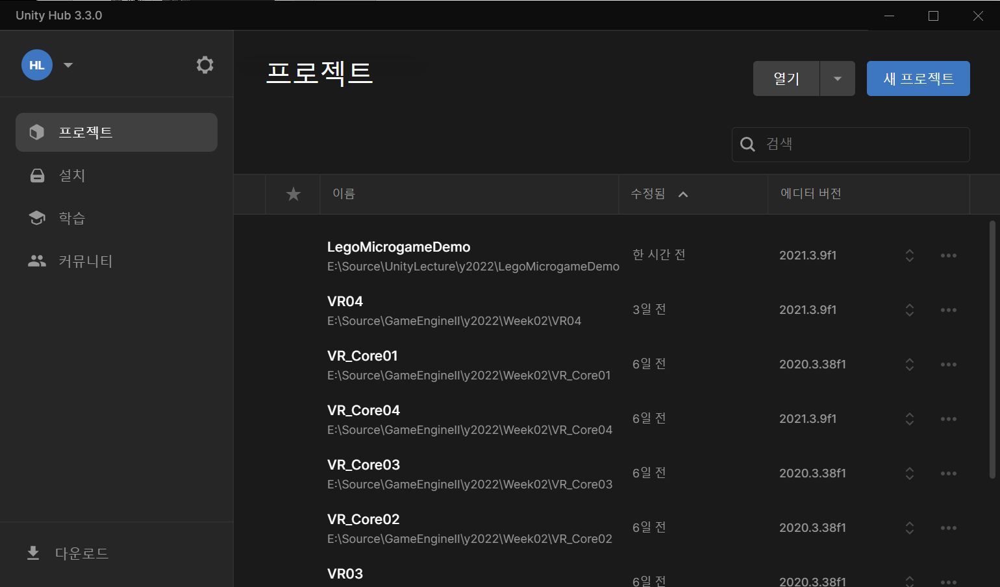 Unity Hub 3.3.0
HL
프로젝트
설치
학습
커뮤니티
다운로드
프로젝트
열기
새 프로젝트
검색
이름 수정됨 에디터 버전
LegoMicrogameDemo
E:\Source\UnityLecture\y2022\LegoMicrogameDemo
한 시간 전
2021.3.9f1
VR04
E:\Source\GameEngineII\y2022\Week02\VR04
3일 전
2021.3.9f1
VR_Core01
E:\Source\GameEngineII\y2022\Week02\VR_Core01
6일 전
2020.3.38f1
VR_Core04
E:\Source\GameEngineII\y2022\Week02\VR_Core04
6일 전
2021.3.9f1
VR_Core03
E:\Source\GameEngineII\y2022\Week02\VR_Core03
6일 전
2020.3.38f1
VR_Core02
E:\Source\GameEngineII\y2022\Week02\VR_Core02
6일 전
2020.3.38f1
VR03
6일 전
2020.3.38f1